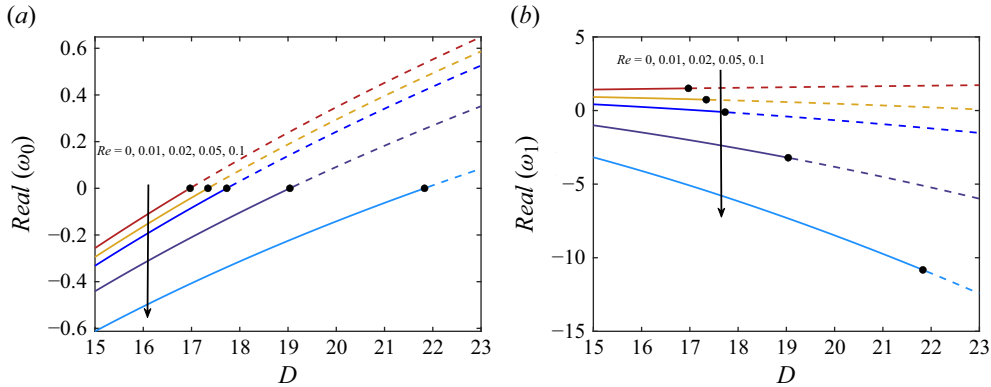 (a)
0.6
0.4
0.2
0
−0.2
−0.4
−0.6
Real (ω0)
Re = 0, 0.01, 0.02, 0.05, 0.1
15 16 17 18 19 20 21 22 23
D
(b)
5
0
−5
−10
−15
Real (ω1)
Re = 0, 0.01, 0.02, 0.05, 0.1
15 16 17 18 19 20 21 22 23
D